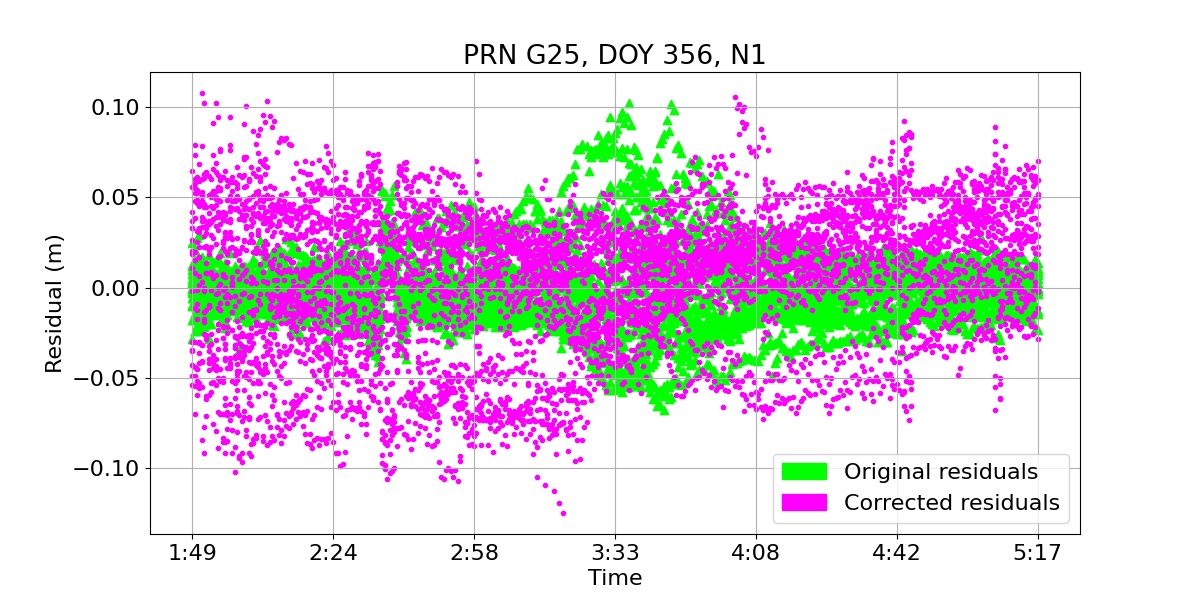 PRN G25, DOY 356, N1
Residual (m)
0.10
0.05
0.00
−0.05
−0.10
Original residuals
Corrected residuals
1:49 2:24 2:58 3:33 4:08 4:42 5:17
Time